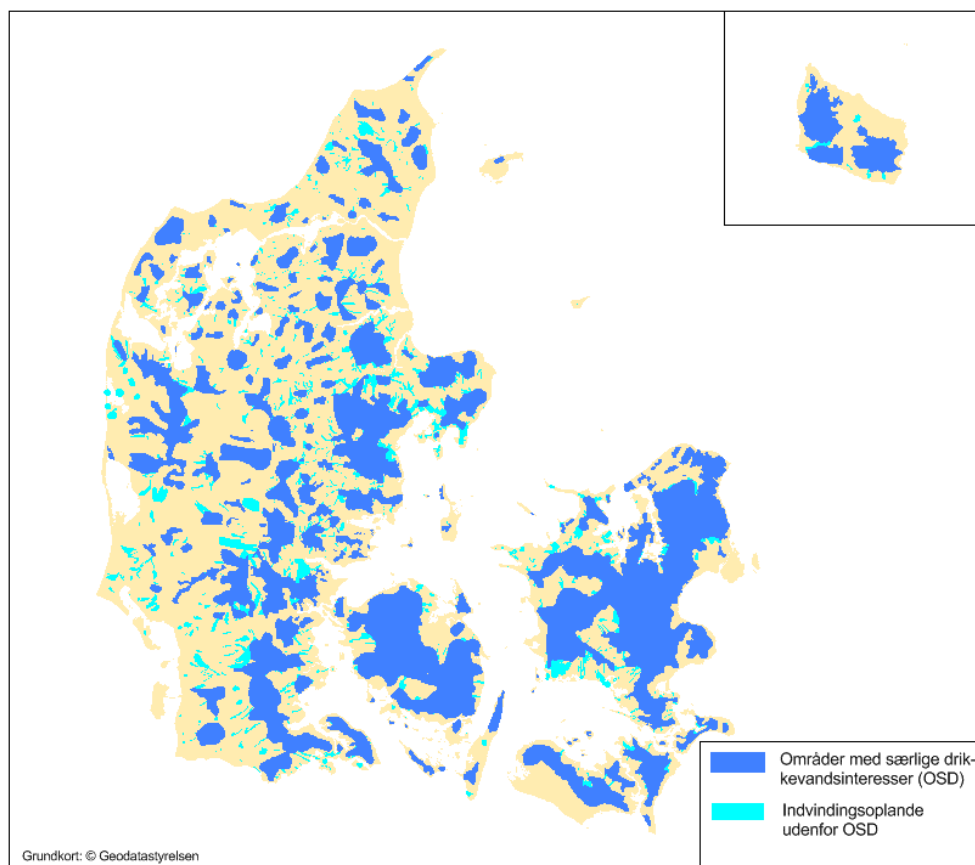 Områder med særlige drik-
kevandsinteresser (OSD)
Indvindingsoplande
udenfor OSD
Grundkort: © Geodatastyrelsen